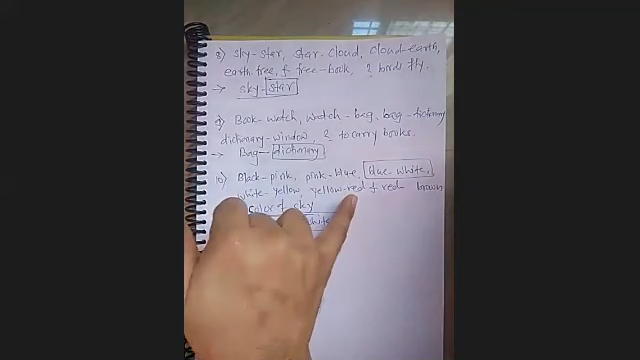 8) Sky-star, star-cloud, cloud-earth,
earth-tree, & tree-book, ? birds fly.
→ sky-star
9) Book-watch, watch-bag, bag-dictionary
dictionary-window, ? to carry books.
→ Bag-dictionary
10) Black-pink, pink-blue, blue-white,
white-yellow, yellow-red & red- brown
color of sky
white